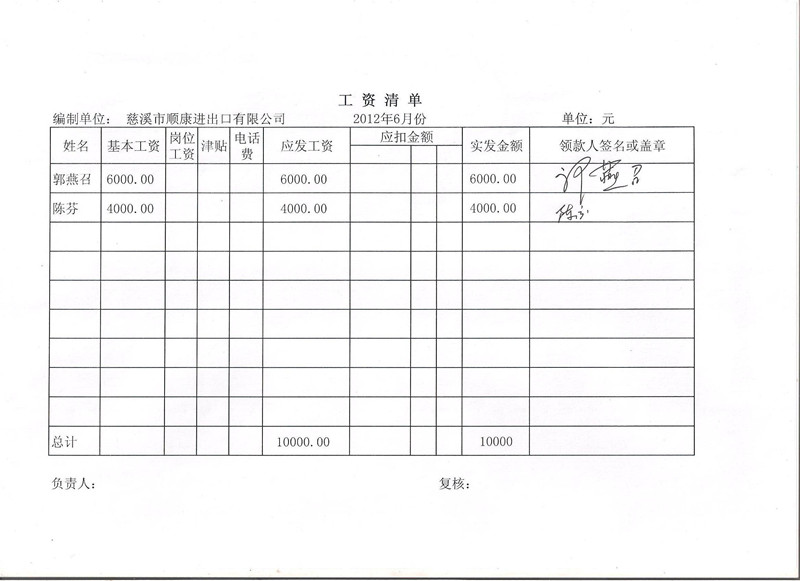 工 资 清 单
编制单位： 慈溪市顺康进出口有限公司 2012年6月份 单位：元
姓名 基本工资 岗位工资 津贴 电话费 应发工资 应扣金额 实发金额 领款人签名或盖章
郭燕召 6000.00 6000.00 6000.00 郭燕召
陈芬 4000.00 4000.00 4000.00 陈芬
总计 10000.00 10000
负责人： 复核：